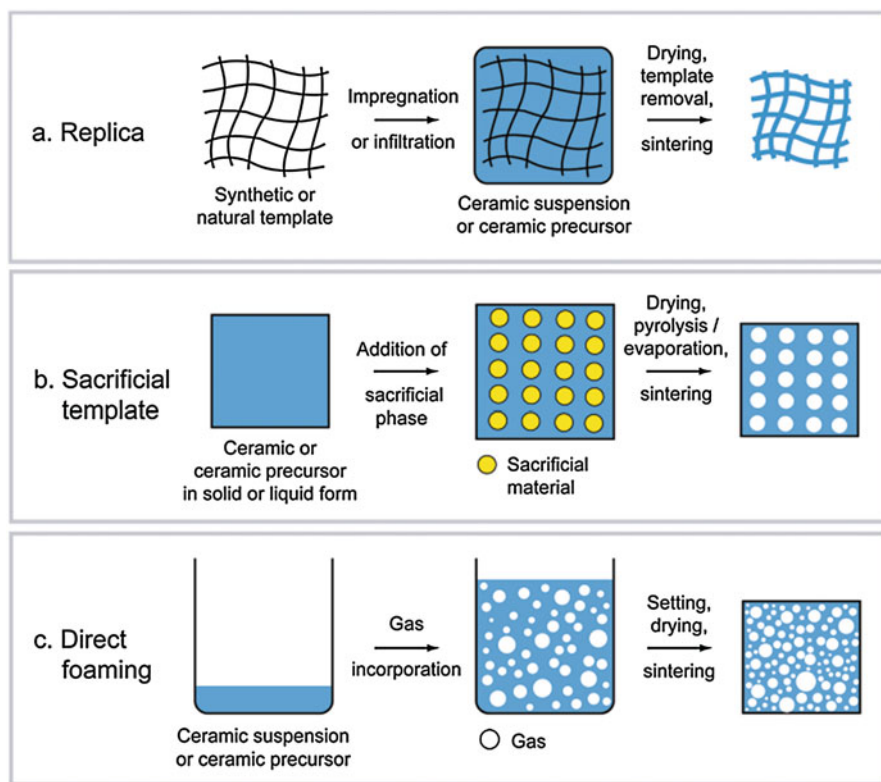 a. Replica
Synthetic or
natural template
Impregnation
or infiltration
Ceramic suspension
or ceramic precursor
Drying,
template
removal,
sintering
b. Sacrificial
template
Ceramic or
ceramic precursor
in solid or liquid form
Addition of
sacrificial
phase
Sacrificial
material
Drying,
pyrolysis /
evaporation,
sintering
c. Direct
foaming
Ceramic suspension
or ceramic precursor
Gas
incorporation
Gas
Setting,
drying,
sintering